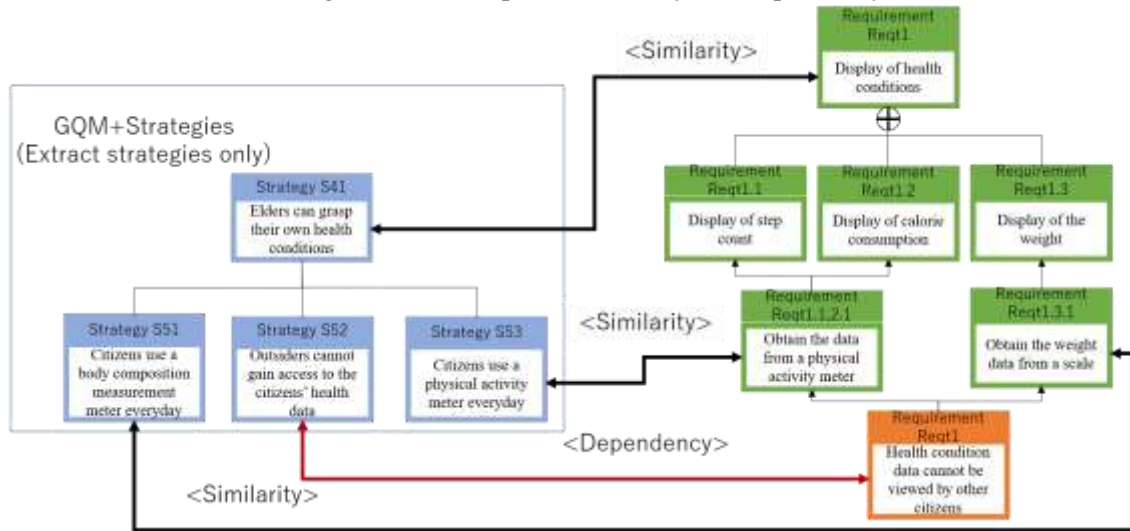 Requirement
Reqt1
Display of health
conditions
<Similarity>
GQM+Strategies
(Extract strategies only)
Strategy S41
Elders can grasp
their own health
conditions
Requirement
Reqt1.1
Display of step
count
Requirement
Reqt1.2
Display of calorie
consumption
Requirement
Reqt1.3
Display of the
weight
Strategy S51
Citizens use a
body composition
measurement
meter everyday
Strategy S52
Outsiders cannot
gain access to the
citizens' health
data
Strategy S53
Citizens use a
physical activity
meter everyday
<Similarity>
Requirement
Reqt1.1,2.1
Obtain the data
from a physical
activity meter
Requirement
Reqt1.3.1
Obtain the weight
data from a scale
<Dependency>
Requirement
Reqt1
Health condition
data cannot be
viewed by other
citizens
<Similarity>